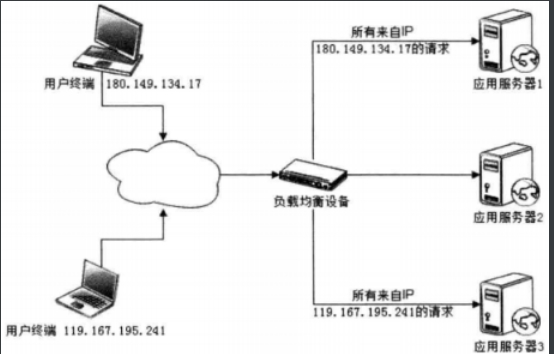 所有来自IP
180.149.134.17的请求
用户终端 180.149.134.17
应用服务器1
负载均衡设备
应用服务器2
所有来自IP
119.167.195.241的请求
用户终端 119.167.195.241
应用服务器3